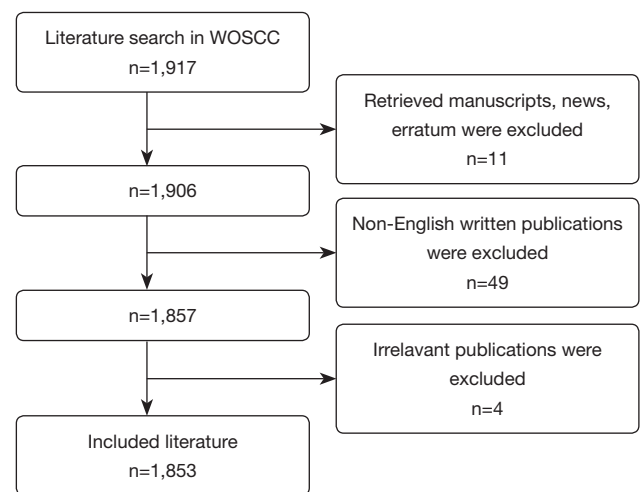 Literature search in WOSCC
n=1,917
Retrieved manuscripts, news,
erratum were excluded
n=11
n=1,906
Non-English written publications
were excluded
n=49
n=1,857
Irrelavant publications were
excluded
n=4
Included literature
n=1,853